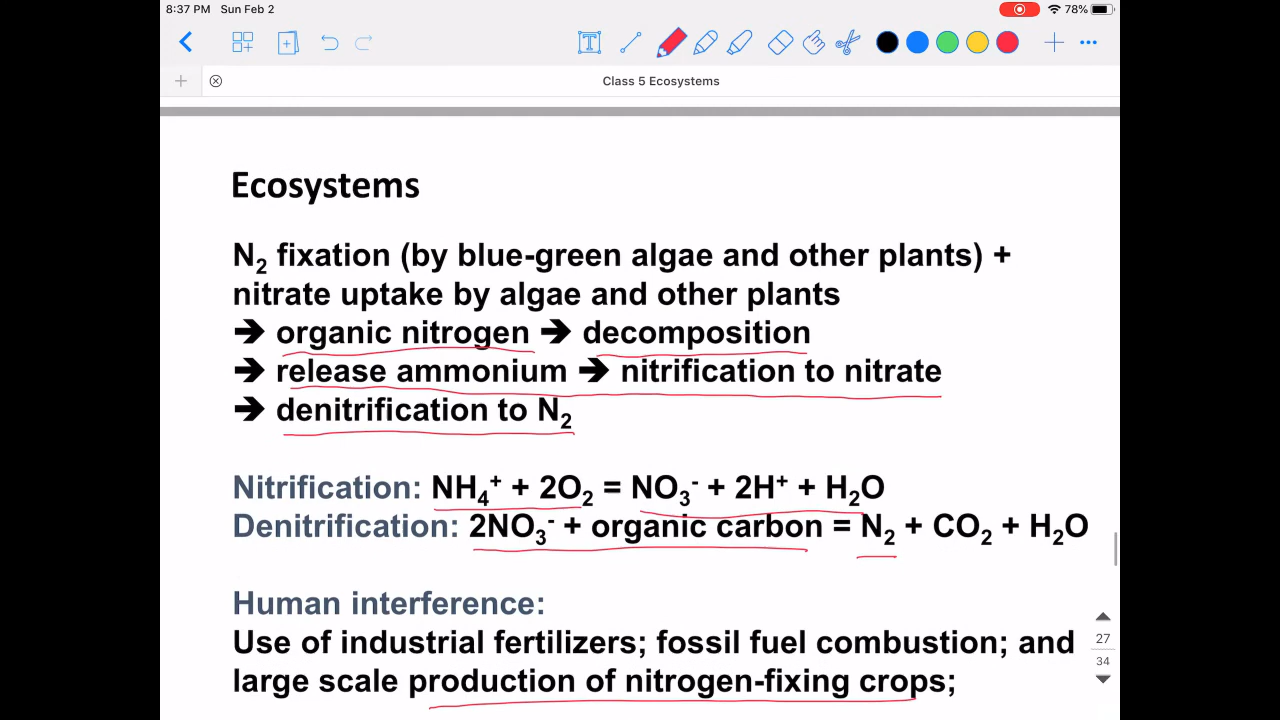 8:37 PM Sun Feb 2
78%
T
Class 5 Ecosystems
Ecosystems
N₂ fixation (by blue-green algae and other plants) +
nitrate uptake by algae and other plants
➔ organic nitrogen ➔ decomposition
➔ release ammonium ➔ nitrification to nitrate
➔ denitrification to N₂
Nitrification: NH₄⁺ + 2O₂ = NO₃⁻ + 2H⁺ + H₂O
Denitrification: 2NO₃⁻ + organic carbon = N₂ + CO₂ + H₂O
Human interference:
Use of industrial fertilizers; fossil fuel combustion; and
large scale production of nitrogen-fixing crops;
27
34